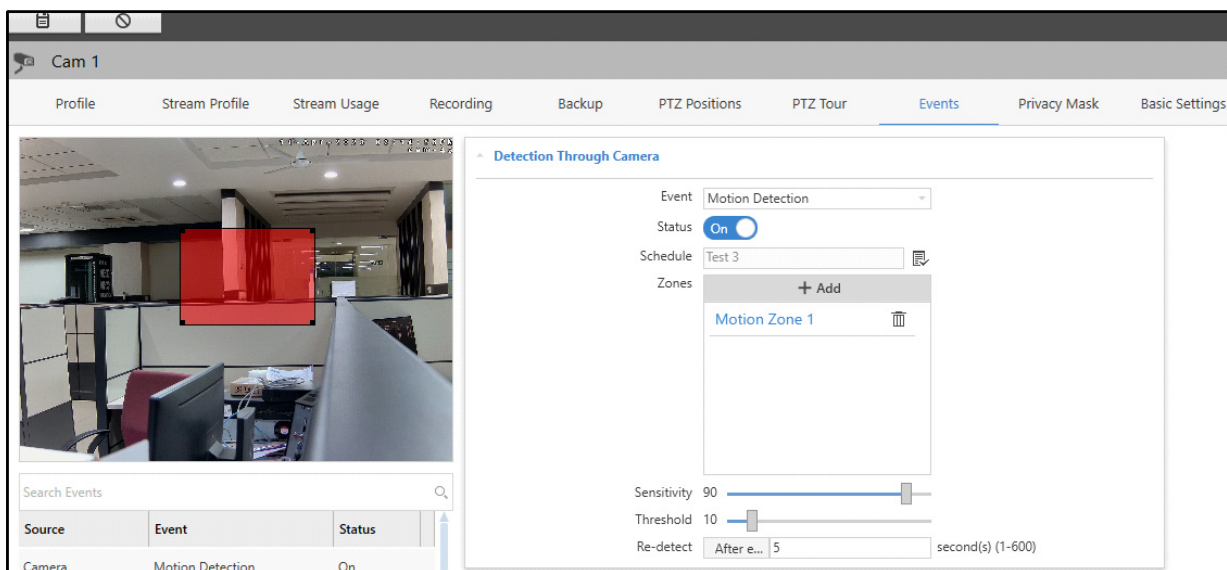 Cam 1
Profile Stream Profile Stream Usage Recording Backup PTZ Positions PTZ Tour Events Privacy Mask Basic Settings
Detection Through Camera
Event Motion Detection
Status On
Schedule Test 3
Zones + Add
Motion Zone 1
Search Events
Source Event Status
Camera Motion Detection On
Sensitivity 90
Threshold 10
Re-detect After e... 5 second(s) (1-600)